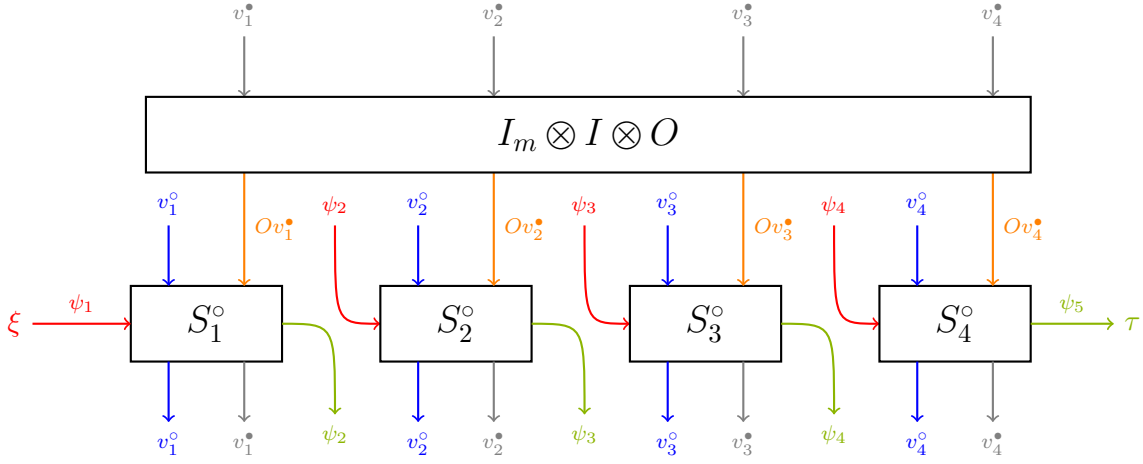 v₁• v₂• v₃• v₄•
I_m ⊗ I ⊗ O
v₁° Ov₁• ψ₂ v₂° Ov₂• ψ₃ v₃° Ov₃• ψ₄ v₄° Ov₄•
ξ ψ₁ S₁° S₂° S₃° S₄° ψ₅ τ
v₁° v₁• ψ₂ v₂° v₂• ψ₃ v₃° v₃• ψ₄ v₄° v₄•